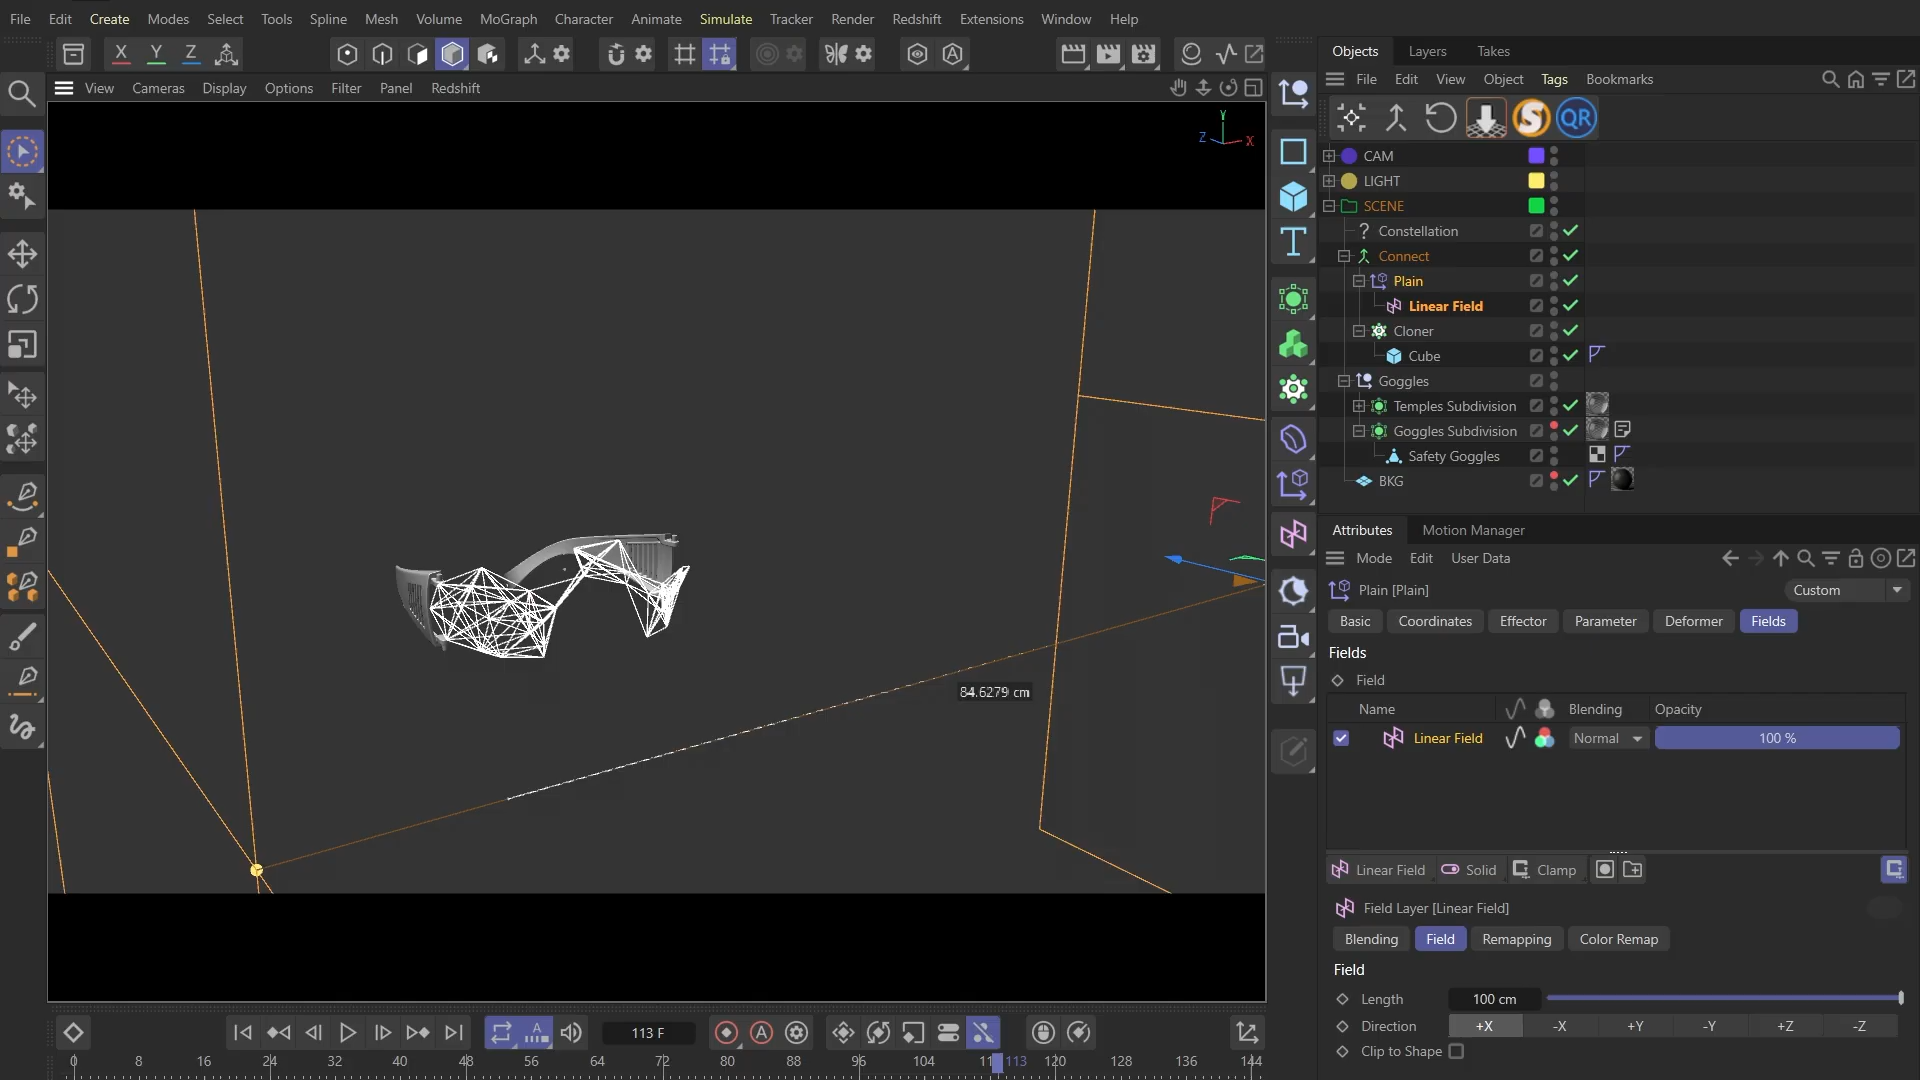 File Edit Create Modes Select Tools Spline Mesh Volume MoGraph Character Animate Simulate Tracker Render Redshift Extensions Window Help
X Y Z
View Cameras Display Options Filter Panel Redshift
Y
Z X
84.6279 cm
Objects Layers Takes
File Edit View Object Tags Bookmarks
S QR
CAM
LIGHT
SCENE
? Constellation
Connect
Plain
Linear Field
Cloner
Cube
Goggles
Temples Subdivision
Goggles Subdivision
Safety Goggles
BKG
Attributes Motion Manager
Mode Edit User Data
Plain [Plain] Custom
Basic Coordinates Effector Parameter Deformer Fields
Fields
Field
Name Blending Opacity
Linear Field Normal 100 %
Linear Field Solid Clamp
Field Layer [Linear Field]
Blending Field Remapping Color Remap
Field
Length 100 cm
Direction +X -X +Y -Y +Z -Z
Clip to Shape
A 113 F A
0 8 16 24 32 40 48 56 64 72 80 88 96 104 11 113 120 128 136 144